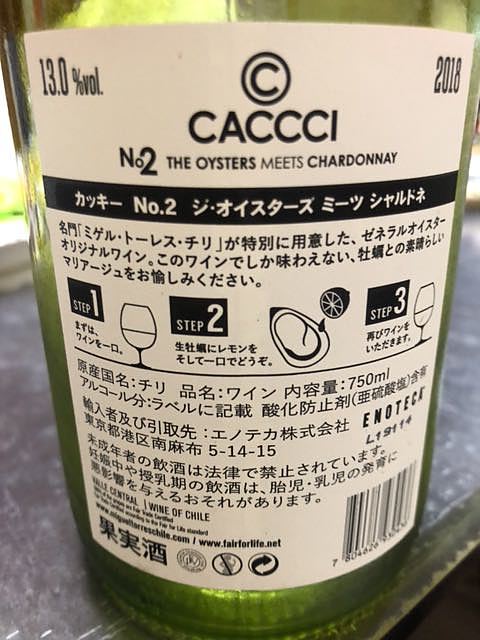 13.0 %vol.
2018
C
CACCCI
No2 THE OYSTERS MEETS CHARDONNAY
カッキー No.2 ジ・オイスターズ ミーツ シャルドネ
名門「ミゲル・トーレス・チリ」が特別に用意した、ゼネラルオイスター
オリジナルワイン。このワインでしか味わえない、牡蠣との素晴らしい
マリアージュをお愉しみください。
STEP 1
まずは、
ワインを一口。
STEP 2
生牡蠣にレモンを
そして一口でどうぞ。
STEP 3
再びワインを
いただきます。
原産国名:チリ 品名:ワイン 内容量:750ml
アルコール分:ラベルに記載 酸化防止剤(亜硫酸塩)含有
輸入者及び引取先:エノテカ株式会社
東京都港区南麻布 5-14-15
ENOTECA
L19114
未成年者の飲酒は法律で禁止されています。
妊娠中や授乳期の飲酒は、胎児・乳児の発育に
悪影響を与えるおそれがあります。
VALLE CENTRAL | WINE OF CHILE
www.migueltorreschile.com / www.fairforlife.net
果実酒